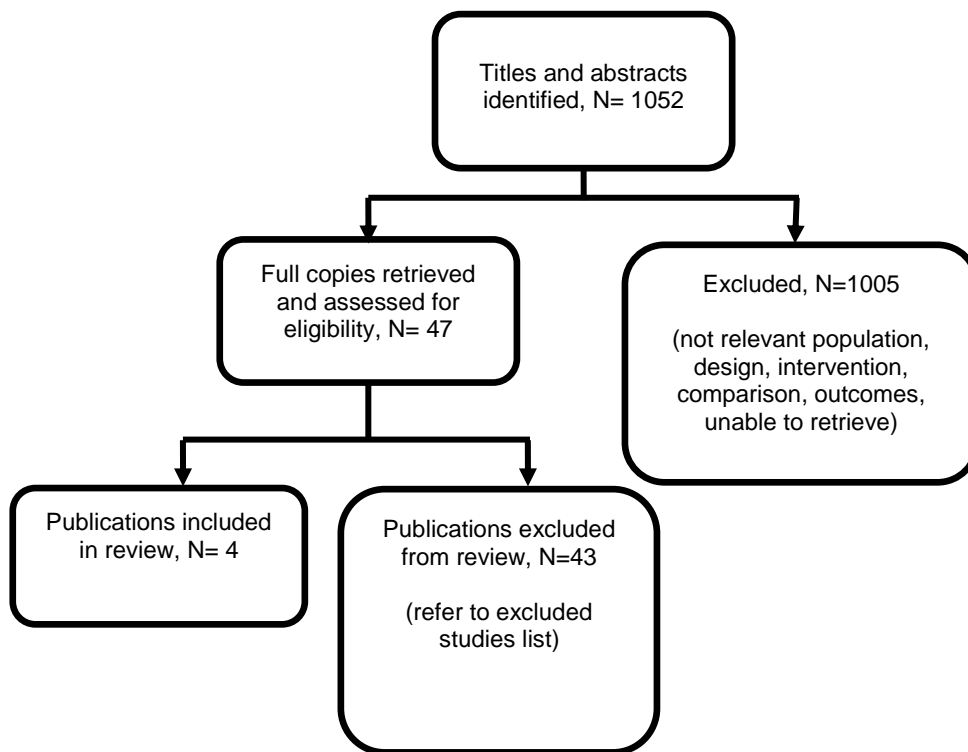 Titles and abstracts
identified, N= 1052
Full copies retrieved
and assessed for
eligibility, N= 47
Excluded, N=1005
(not relevant population,
design, intervention,
comparison, outcomes,
unable to retrieve)
Publications included
in review, N= 4
Publications excluded
from review, N=43
(refer to excluded
studies list)